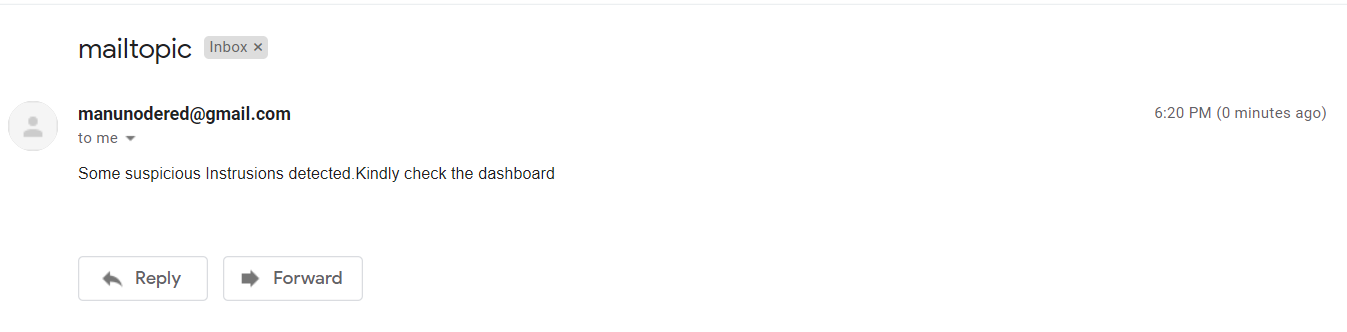 mailtopic Inbox ×
manunodered@gmail.com 6:20 PM (0 minutes ago)
to me
Some suspicious Instrusions detected.Kindly check the dashboard
Reply Forward